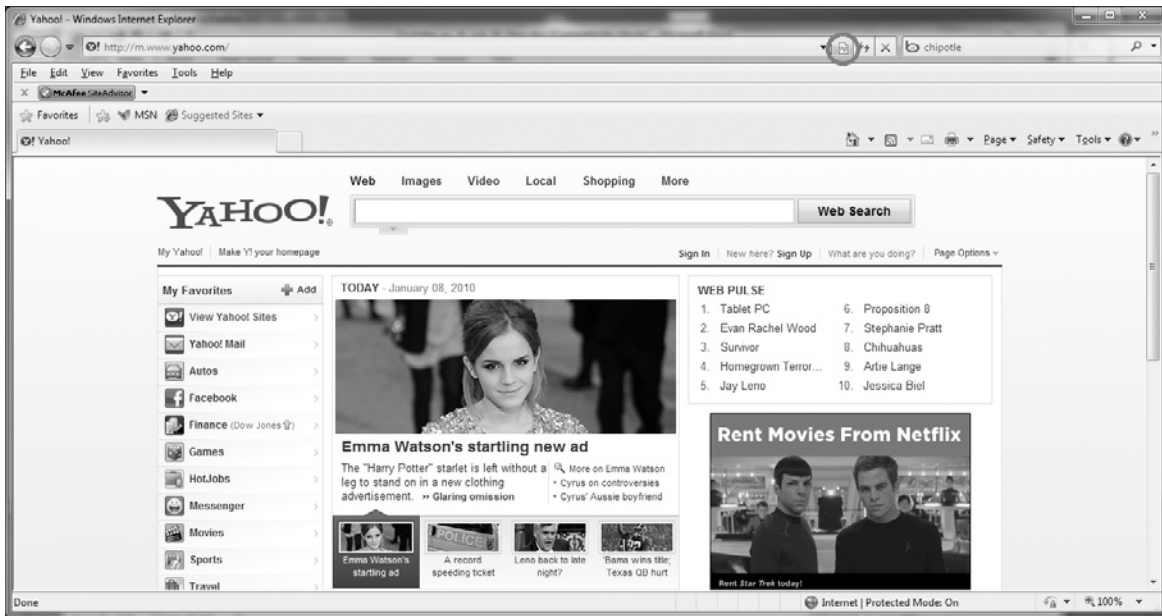 Yahoo! - Windows Internet Explorer
http://m.www.yahoo.com/
chipotle
File Edit View Favorites Tools Help
X McAfee SiteAdvisor
Favorites MSN Suggested Sites
Yahoo!
Page Safety Tools
Web Images Video Local Shopping More
YAHOO!®
Web Search
My Yahoo! Make Y! your homepage
Sign In New here? Sign Up What are you doing? Page Options
My Favorites Add
View Yahoo! Sites
Yahoo! Mail
Autos
Facebook
Finance (Dow Jones)
Games
HotJobs
Messenger
Movies
Sports
Travel
TODAY - January 08, 2010
Emma Watson's startling new ad
The "Harry Potter" starlet is left without a
leg to stand on in a new clothing
advertisement. » Glaring omission
More on Emma Watson
• Cyrus on controversies
• Cyrus' Aussie boyfriend
POLICE
Emma Watson's
starting ad
A record
speeding ticket
Leno back to late
night?
'Bama wins title;
Texas QB hurt
WEB PULSE
1. Tablet PC
2. Evan Rachel Wood
3. Survivor
4. Homegrown Terror...
5. Jay Leno
6. Proposition 8
7. Stephanie Pratt
8. Chihuahuas
9. Artie Lange
10. Jessica Biel
Rent Movies From Netflix
Rent Star Trek today!
Done
Internet | Protected Mode: On
100%